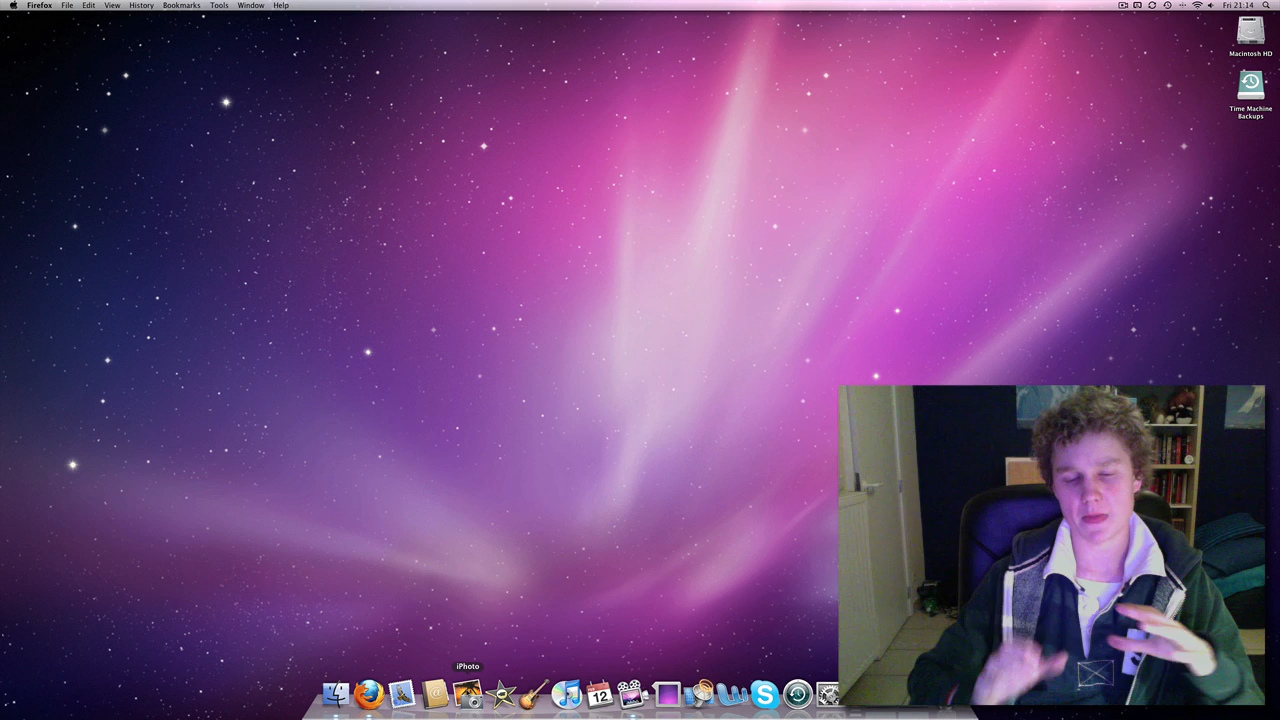 Firefox File Edit View History Bookmarks Tools Window Help Fri 21:14
Macintosh HD
Time Machine
Backups
iPhoto
12